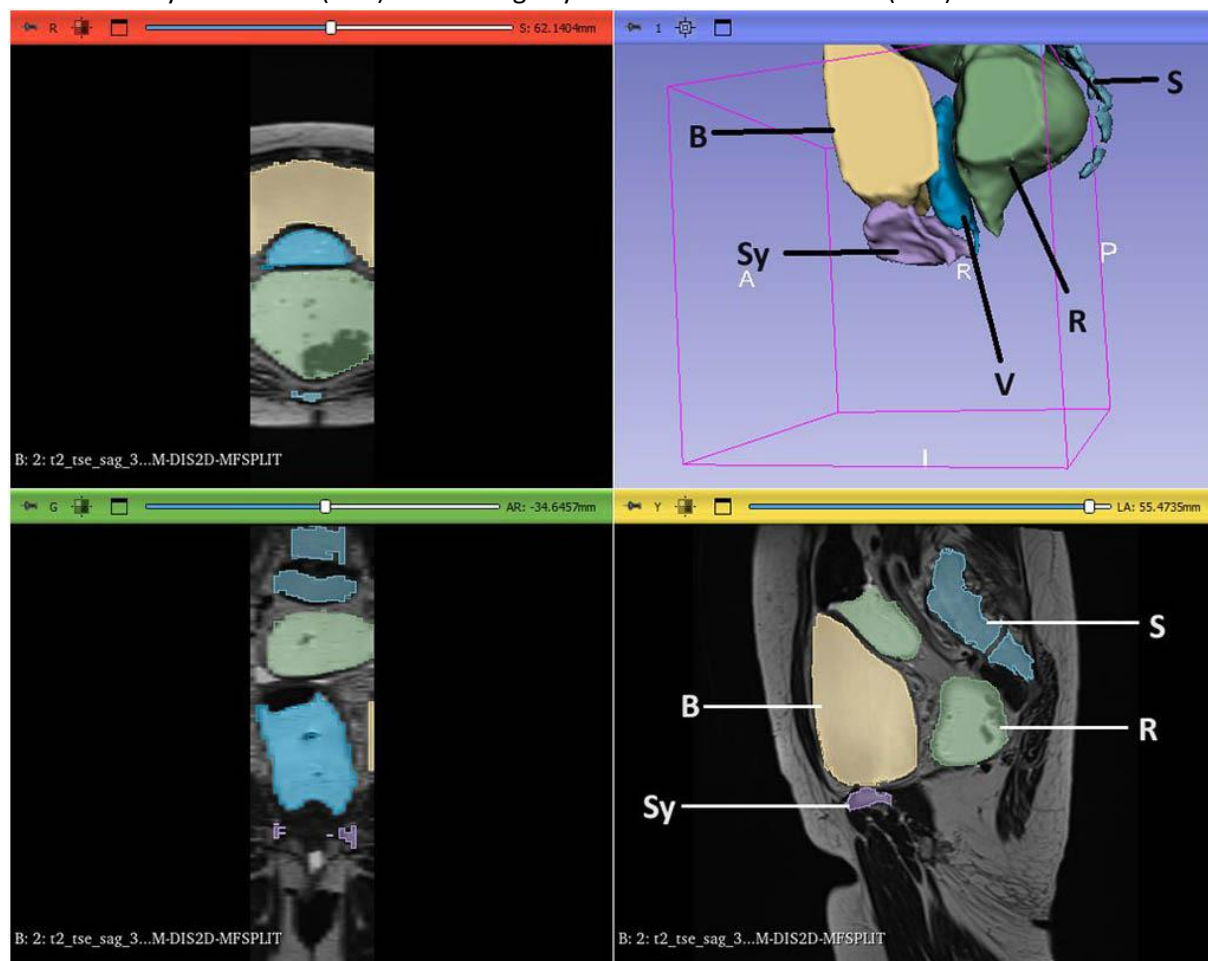 R S: 62.1404mm
1
S
B
Sy
A
R
P
R
V
I
B: 2: t2_tse_sag_3...M-DIS2D-MFSPLIT
G AR: -34.6457mm
Y LA: 55.4735mm
S
B
R
Sy
B: 2: t2_tse_sag_3...M-DIS2D-MFSPLIT
B: 2: t2_tse_sag_3...M-DIS2D-MFSPLIT